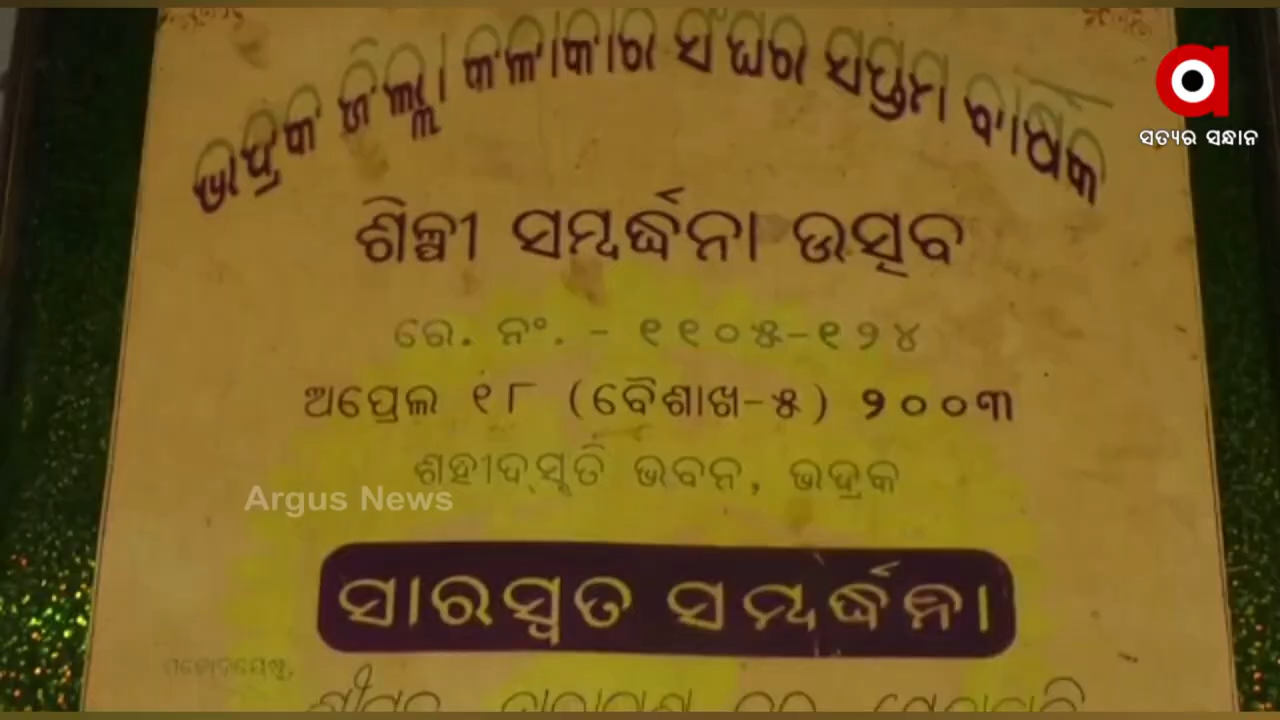 ଭଦ୍ରକ ଜିଲ୍ଲା କଳାକାର ସଂଘର ସପ୍ତମ ବାର୍ଷିକ
ସତ୍ୟର ସନ୍ଧାନ
ଶିଳ୍ପୀ ସମ୍ବର୍ଦ୍ଧନା ଉତ୍ସବ
ରେ. ନଂ. - ୧୧୦୫-୧୨୪
ଅପ୍ରେଲ ୧୮ (ବୈଶାଖ-୫) ୨୦୦୩
ଶହୀଦ୍‌ସ୍ମୃତି ଭବନ, ଭଦ୍ରକ
Argus News
ସାରସ୍ୱତ ସମ୍ବର୍ଦ୍ଧନା